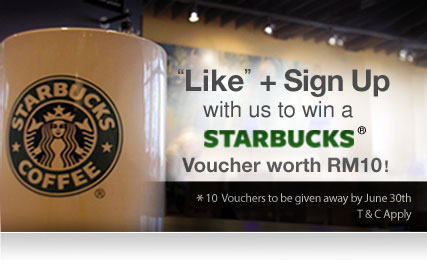 STARBUCKS
COFFEE
®
“Like” + Sign Up
with us to win a
STARBUCKS®
Voucher worth RM10!
* 10 Vouchers to be given away by June 30th
T & C Apply